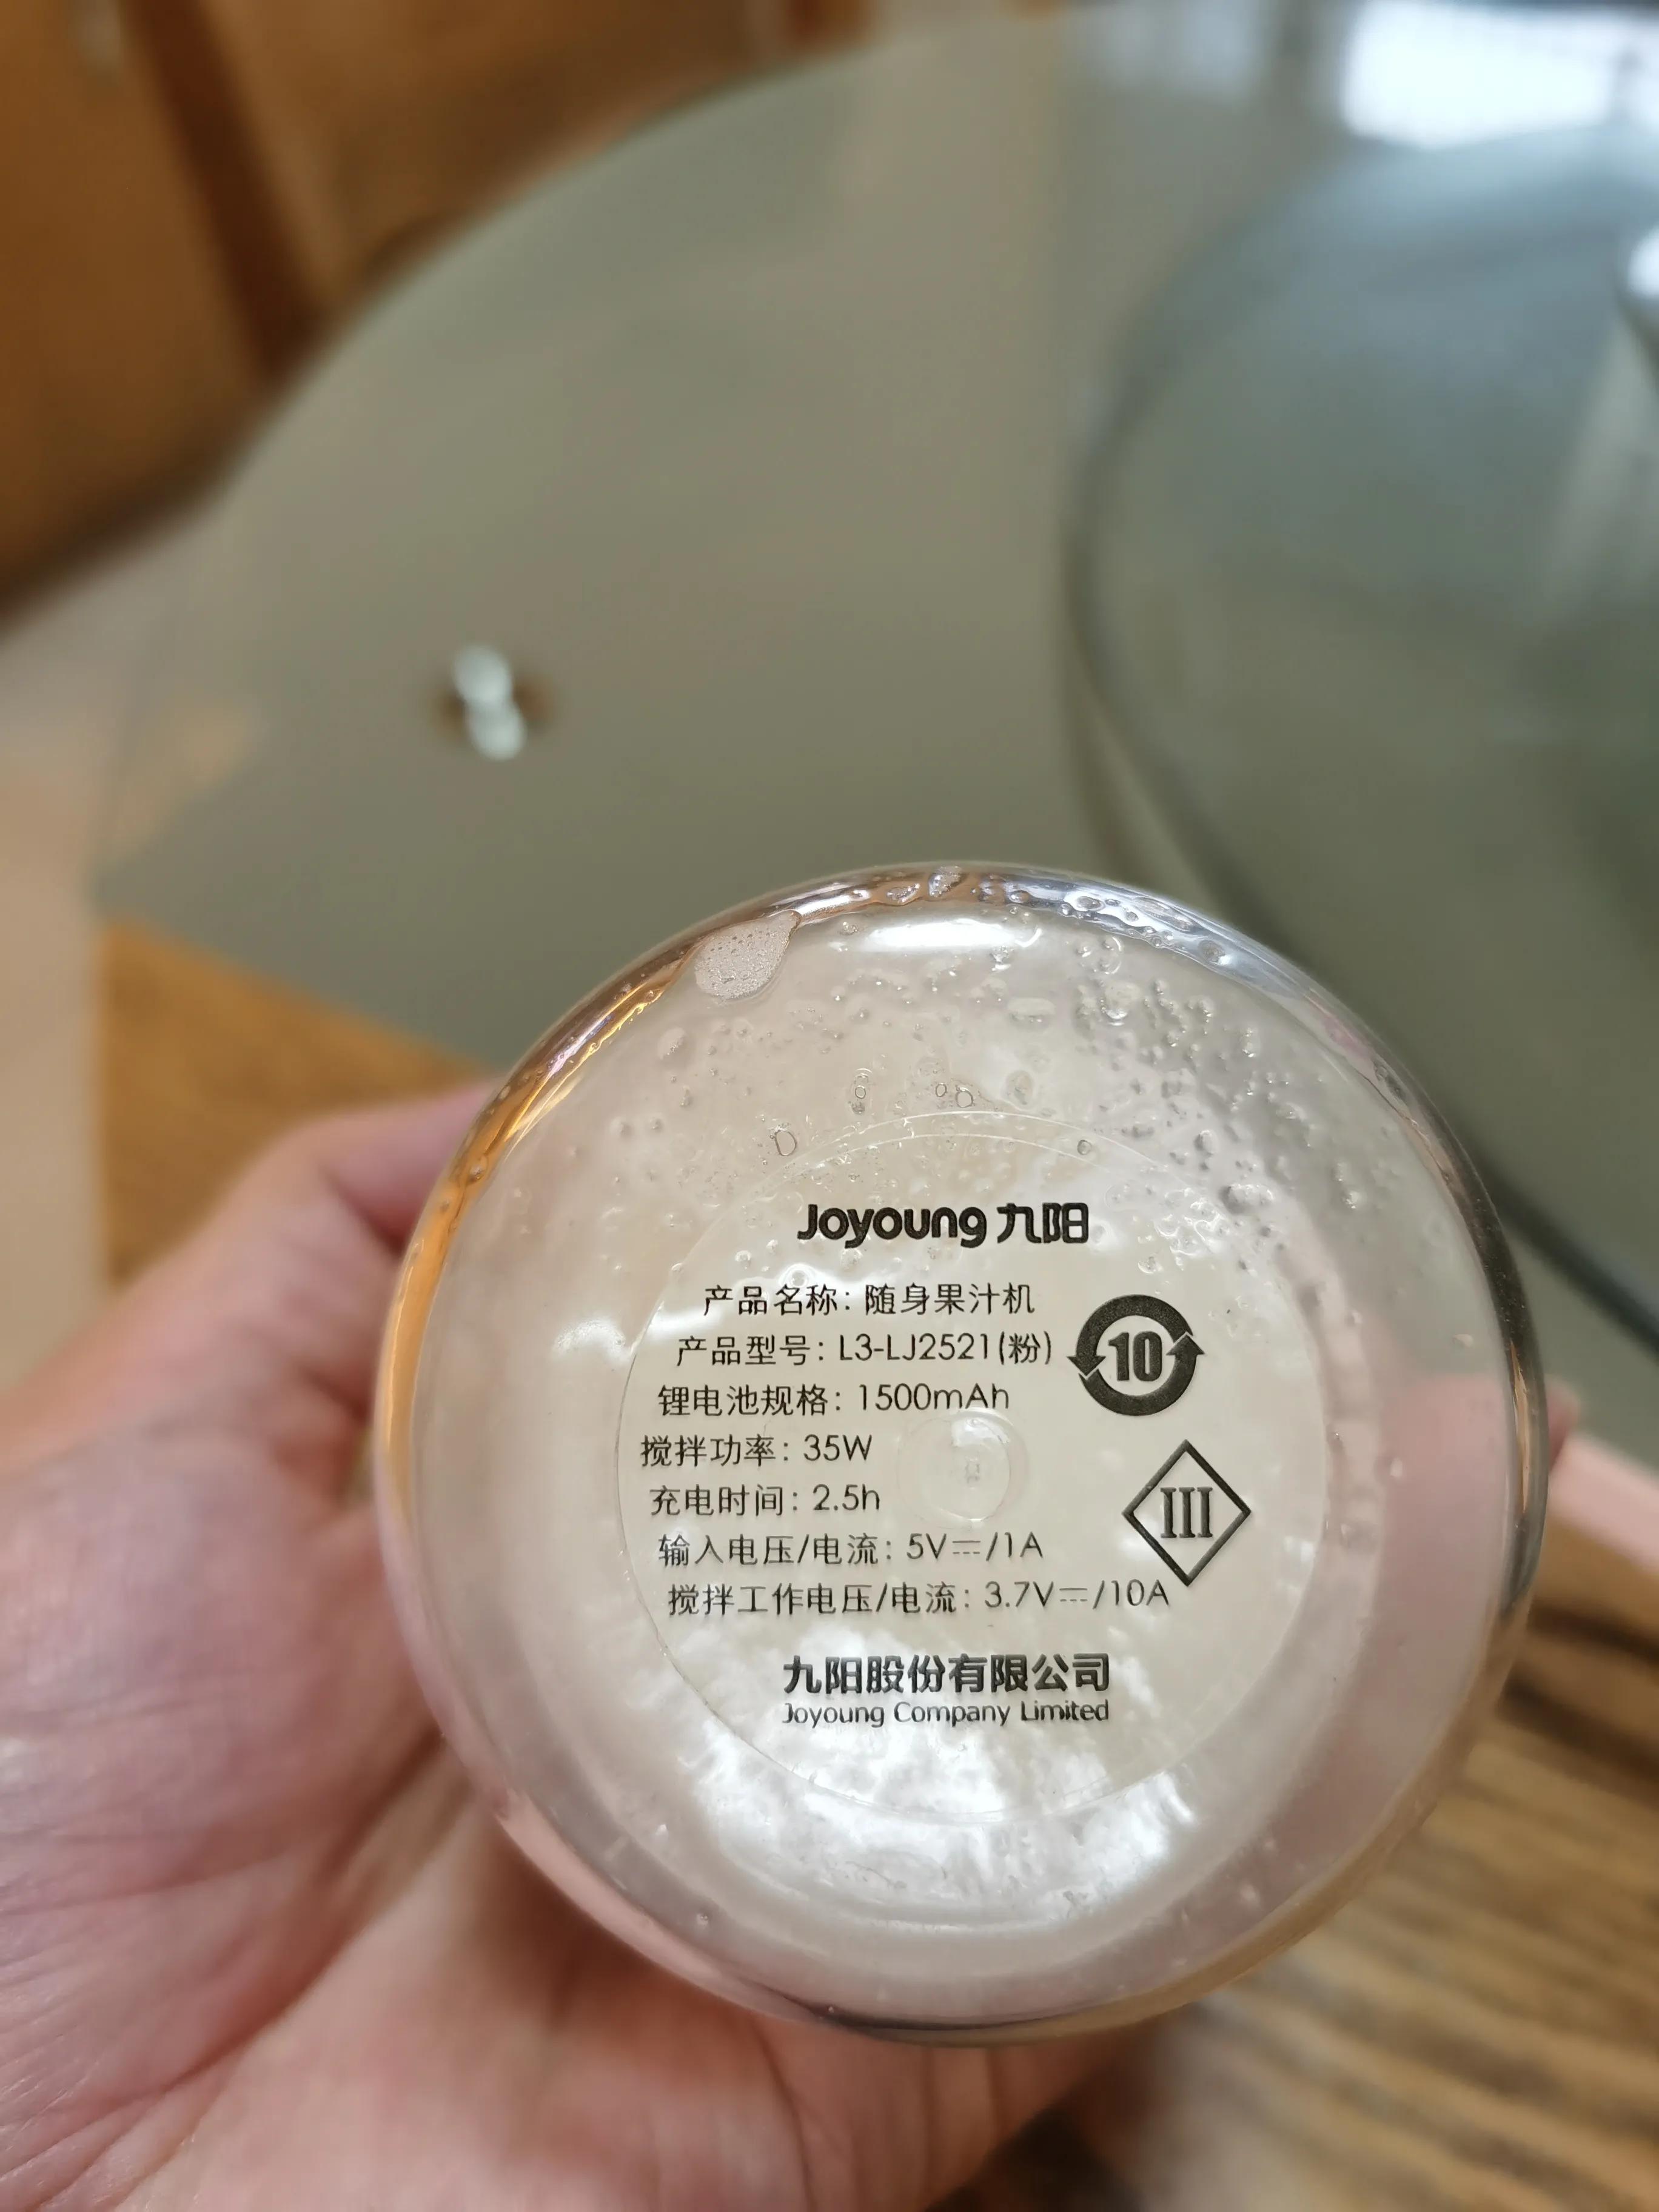 Joyoung 九阳
产品名称: 随身果汁机
产品型号: L3-LJ2521(粉)
10
锂电池规格: 1500mAh
搅拌功率: 35W
充电时间: 2.5h
III
输入电压/电流: 5V⎓/1A
搅拌工作电压/电流: 3.7V⎓/10A
九阳股份有限公司
Joyoung Company Limited